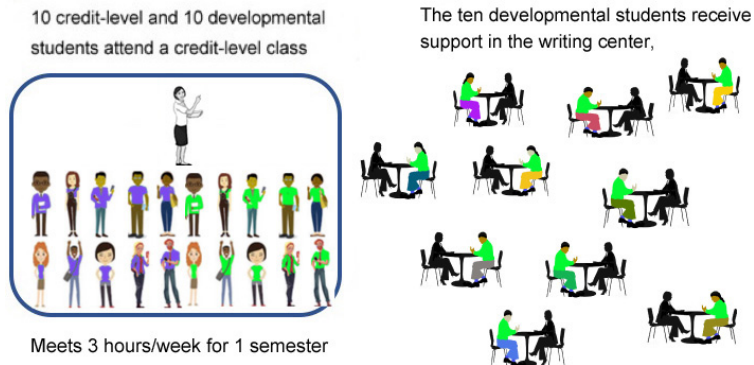 10 credit-level and 10 developmental
students attend a credit-level class
Meets 3 hours/week for 1 semester
The ten developmental students receive
support in the writing center,